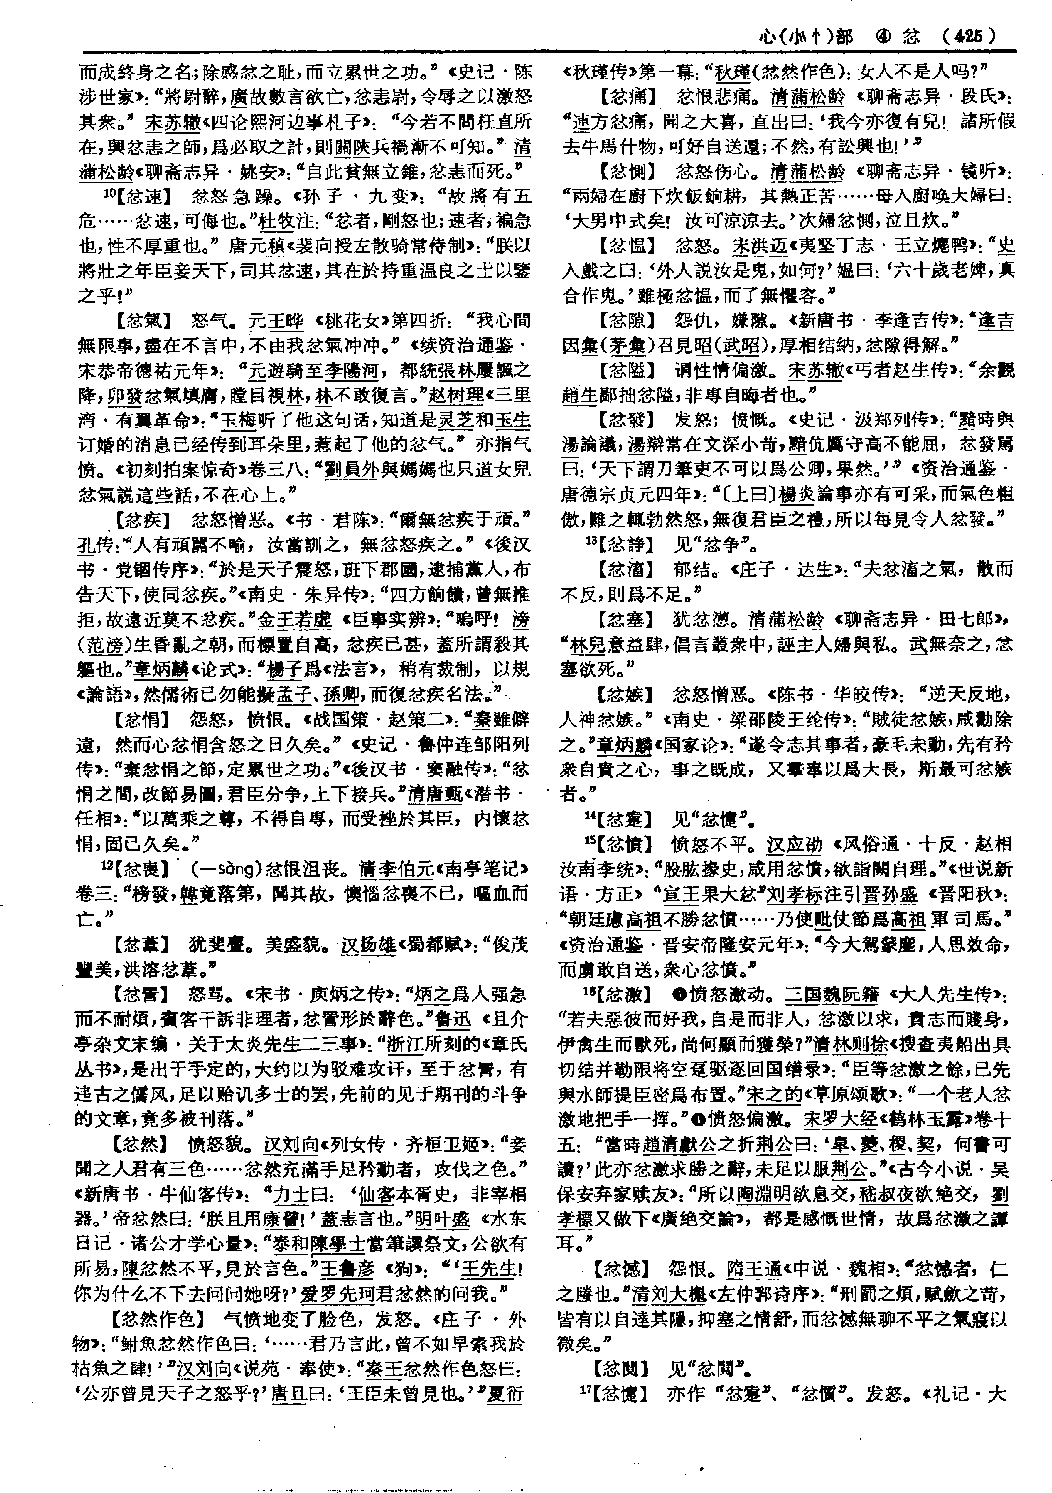 心(小忄)部　④ 忿　(425)
而成終身之名；除感忿之耻，而立累世之功。”《史记·陈
涉世家》：“將尉醉，廣故數言欲亡，忿恚尉，令辱之以激怒
其衆。”宋苏辙《四论熙河边事札子》：“今若不問枉直所
在，興忿恚之師，爲必取之計，則關陝兵禍漸不可知。”清
蒲松龄《聊斋志异·姚安》：“自此貧無立錐，忿恚而死。”
10【忿速】　忿怒急躁。《孙子·九变》：“故將有五
危……忿速，可侮也。”杜牧注：“忿者，剛怒也；速者，褊急
也，性不厚重也。”唐元稹《裴向授左散骑常侍制》：“朕以
將壯之年臣妾天下，司其忿速，其在於持重温良之士以鑒
之乎！”
【忿氣】　怒气。元王晔《桃花女》第四折：“我心間
無限事，盡在不言中，不由我忿氣冲冲。”《续资治通鉴·
宋恭帝德祐元年》：“元遊騎至李陽河，都統張林屢諷之
降，卯發忿氣填膺，瞠目視林，林不敢復言。”赵树理《三里
湾·有翼革命》：“玉梅听了他这句话，知道是灵芝和玉生
订婚的消息已经传到耳朵里，惹起了他的忿气。”亦指气
愤。《初刻拍案惊奇》卷三八：“劉員外與媽媽也只道女兒
忿氣説這些話，不在心上。”
【忿疾】　忿怒憎恶。《书·君陈》：“爾無忿疾于頑。”
孔传：“人有頑嚚不喻，汝當訓之，無忿怒疾之。”《後汉
书·党锢传序》：“於是天子震怒，班下郡國，逮捕黨人，布
告天下，使同忿疾。”《南史·朱异传》：“四方餉饋，曾無推
拒，故遠近莫不忿疾。”金王若虚《臣事实辨》：“嗚呼！滂
（范滂）生昏亂之朝，而標置自高，忿疾已甚，蓋所謂殺其
軀也。”章炳麟《论式》：“楊子爲《法言》，稍有裁制，以規
《論語》，然儒術已勿能擬孟子、孫卿，而復忿疾名法。”
【忿悁】　怨怒，愤恨。《战国策·赵策二》：“秦雖僻
遠，然而心忿悁含怒之日久矣。”《史记·鲁仲连邹阳列
传》：“棄忿悁之節，定累世之功。”《後汉书·窦融传》：“忿
悁之間，改節易圖，君臣分争，上下接兵。”清唐甄《潜书·
任相》：“以萬乘之尊，不得自專，而受挫於其臣，内懷忿
悁，固已久矣。”
12【忿喪】　(—sàng)忿恨沮丧。清李伯元《南亭笔记》
卷三：“榜發，韓竟落第，聞其故，懊惱忿喪不已，嘔血而
亡。”
【忿葦】　犹斐亹。美盛貌。汉扬雄《蜀都赋》：“俊茂
豐美，洪溶忿葦。”
【忿詈】　怒骂。《宋书·庾炳之传》：“炳之爲人强急
而不耐煩，賓客干訴非理者，忿詈形於辭色。”鲁迅《且介
亭杂文末编·关于太炎先生二三事》：“浙江所刻的《章氏
丛书》，是出于手定的，大约以为驳难攻讦，至于忿詈，有
违古之儒风，足以贻讥多士的罢，先前的见于期刊的斗争
的文章，竟多被刊落。”
【忿然】　愤怒貌。汉刘向《列女传·齐桓卫姬》：“妾
聞之人君有三色……忿然充滿手足矜動者，攻伐之色。”
《新唐书·牛仙客传》：“力士曰：‘仙客本胥史，非宰相
器。’帝忿然曰：‘朕且用康䛒！’蓋恚言也。”明叶盛《水东
日记·诸公才学心量》：“泰和陳學士當筆譔祭文，公欲有
所易，陳忿然不平，見於言色。”王鲁彦《狗》：“‘王先生！
你为什么不下去问问她呀？’爱罗先珂君忿然的问我。”
【忿然作色】　气愤地变了脸色，发怒。《庄子·外
物》：“鮒魚忿然作色曰：‘……君乃言此，曾不如早索我於
枯魚之肆！’”汉刘向《说苑·奉使》：“秦王忿然作色怒曰：
‘公亦曾見天子之怒乎？’唐且曰：‘王臣未曾見也。’”夏衍
《秋瑾传》第一幕：“秋瑾（忿然作色）：女人不是人吗？”
【忿痛】　忿恨悲痛。清蒲松龄《聊斋志异·段氏》：
“連方忿痛，聞之大喜，直出曰：‘我今亦復有兒！諸所假
去牛馬什物，可好自送還；不然，有訟興也！’”
【忿惻】　忿怒伤心。清蒲松龄《聊斋志异·镜听》：
“兩婦在廚下炊飯餉耕，其熱正苦……母入廚唤大婦曰：
‘大男中式矣！汝可涼涼去。’次婦忿惻，泣且炊。”
【忿愠】　忿怒。宋洪迈《夷坚丁志·王立爊鸭》：“史
入戲之曰：‘外人説汝是鬼，如何？’媪曰：‘六十歲老婢，真
合作鬼。’雖極忿愠，而了無懼容。”
【忿隙】　怨仇，嫌隙。《新唐书·李逢吉传》：“逢吉
因彙（茅彙）召見昭（武昭），厚相结納，忿隙得解。”
【忿隘】　谓性情偏激。宋苏辙《丐者赵生传》：“余觀
趙生鄙拙忿隘，非專自晦者也。”
【忿發】　发怒；愤慨。《史记·汲郑列传》：“黯時與
湯論議，湯辯常在文深小苛，黯伉厲守高不能屈，忿發駡
曰：‘天下謂刀筆吏不可以爲公卿，果然。’”《资治通鉴·
唐德宗贞元四年》：“〔上曰〕楊炎論事亦有可采，而氣色粗
傲，難之輒勃然怒，無復君臣之禮，所以每見令人忿發。”
13【忿諍】　见“忿争”。
【忿滀】　郁结。《庄子·达生》：“夫忿滀之氣，散而
不反，則爲不足。”
【忿塞】　犹忿懑。清蒲松龄《聊斋志异·田七郎》：
“林兒意益肆，倡言叢衆中，誣主人婦與私。武無奈之，忿
塞欲死。”
【忿嫉】　忿怒憎恶。《陈书·华皎传》：“逆天反地，
人神忿嫉。”《南史·梁邵陵王纶传》：“賊徒忿嫉，咸勸除
之。”章炳麟《国家论》：“遂令志其事者，豪毛未動，先有矜
衆自貴之心，事之既成，又羣率以爲大長，斯最可忿嫉
者。”
14【忿寁】　见“忿懥”。
15【忿憤】　愤怒不平。汉应劭《风俗通·十反·赵相
汝南李统》：“股肱掾史，咸用忿憤，欲詣闕自理。”《世说新
语·方正》“宣王果大忿”刘孝标注引晋孙盛《晋阳秋》：
“朝廷慮高祖不勝忿憤……乃使毗仗節爲高祖軍司馬。”
《资治通鉴·晋安帝隆安元年》：“今大駕蒙塵，人思效命，
而虜敢自送，衆心忿憤。”
16【忿激】　❶愤怒激动。三国魏阮籍《大人先生传》：
“若夫惡彼而好我，自是而非人，忿激以求，貴志而賤身，
伊禽生而獸死，尚何顯而獲榮？”清林则徐《搜查夷船出具
切结并勒限将空趸驱逐回国缮录》：“臣等忿激之餘，已先
與水師提臣密爲布置。”宋之的《草原颂歌》：“一个老人忿
激地把手一挥。”❷愤怒偏激。宋罗大经《鹤林玉露》卷十
五：“當時趙清獻公之折荆公曰：‘皋、夔、稷、契，何書可
讀？’此亦忿激求勝之辭，未足以服荆公。”《古今小说·吴
保安弃家赎友》：“所以陶淵明欲息交，嵇叔夜欲絶交，劉
孝標又做下《廣絶交論》，都是感慨世情，故爲忿激之譚
耳。”
【忿憾】　怨恨。隋王通《中说·魏相》：“忿憾者，仁
之螣也。”清刘大櫆《左仲郛诗序》：“刑罰之煩，賦斂之苛，
皆有以自達其隱，抑塞之情舒，而忿憾無聊不平之氣寖以
微矣。”
【忿䦧】　见“忿鬩”。
17【忿懥】　亦作“忿寁”、“忿懫”。发怒。《礼记·大